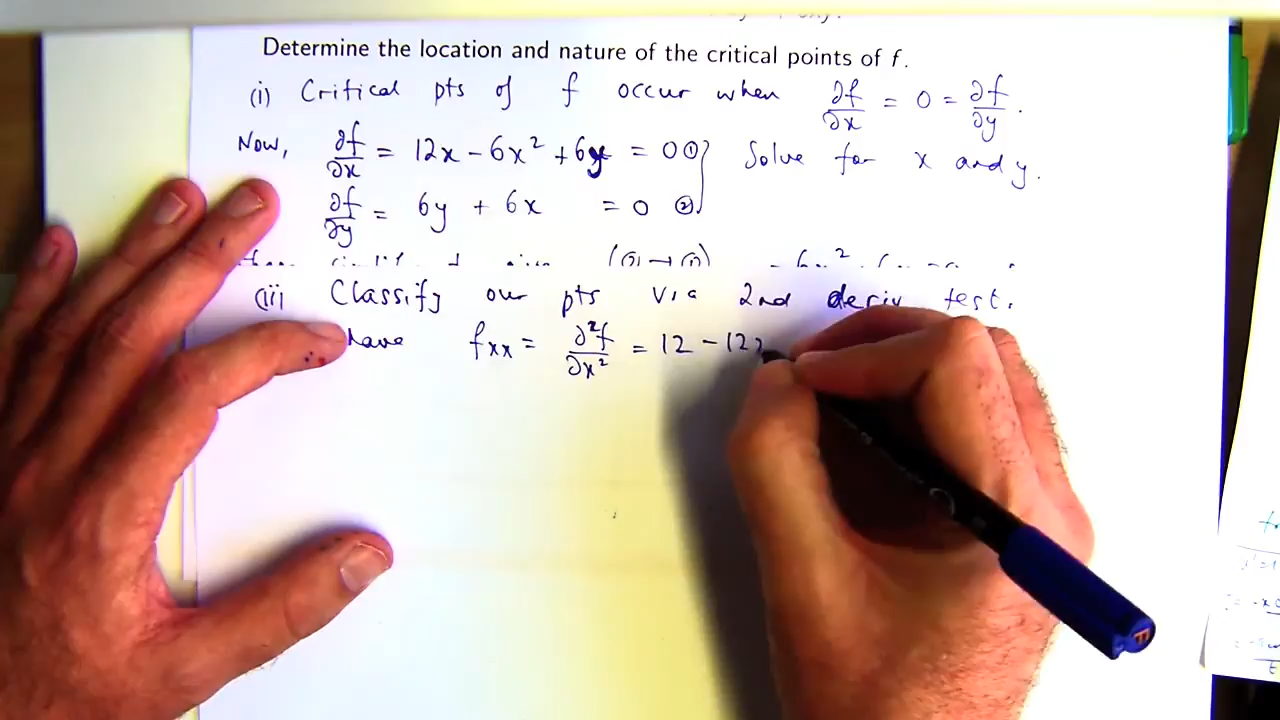 Determine the location and nature of the critical points of f.
(i) Critical pts of f occur when ∂f/∂x = 0 = ∂f/∂y.
Now, ∂f/∂x = 12x - 6x² + 6y = 0 ① } Solve for x and y.
∂f/∂y = 6y + 6x = 0 ②
(iii) Classify our pts via 2nd deriv test.
have fxx = ∂²f/∂x² = 12 - 12x